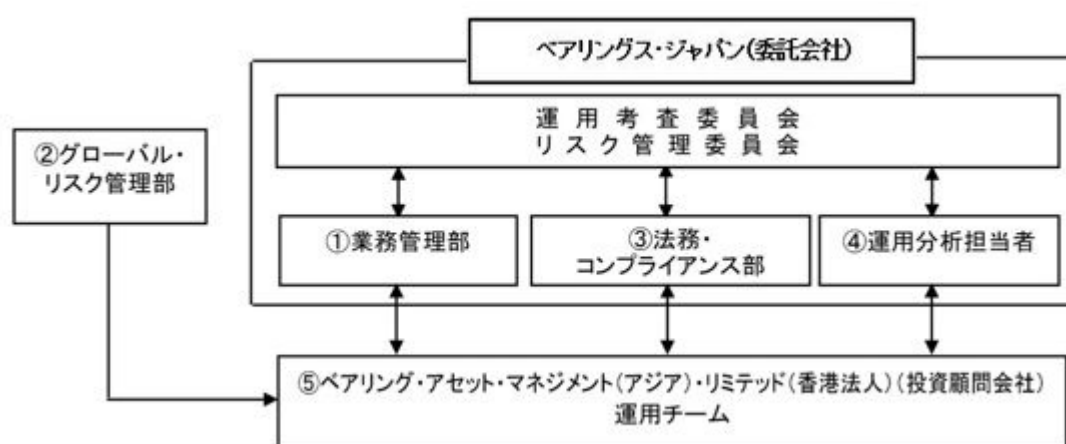 ベアリングス・ジャパン(委託会社)
運用考査委員会
リスク管理委員会
②グローバル・
リスク管理部
①業務管理部
③法務・
コンプライアンス部
④運用分析担当者
⑤ベアリング・アセット・マネジメント(アジア)・リミテッド(香港法人)(投資顧問会社)
運用チーム